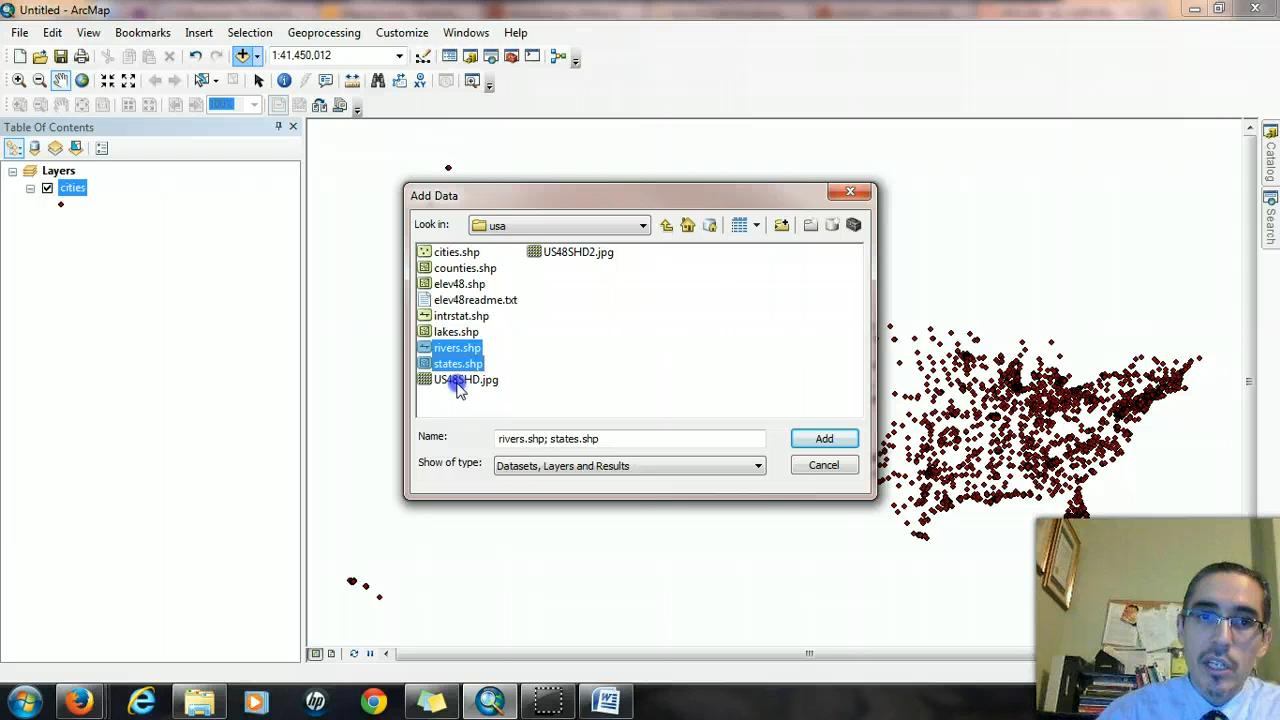 Untitled - ArcMap
File Edit View Bookmarks Insert Selection Geoprocessing Customize Windows Help
1:41,450,012
100%
Table Of Contents
Layers
cities
Add Data
Look in: usa
cities.shp
counties.shp
elev48.shp
elev48readme.txt
intrstat.shp
lakes.shp
rivers.shp
states.shp
US48SHD.jpg
US48SHD2.jpg
Name: rivers.shp; states.shp
Add
Show of type: Datasets, Layers and Results
Cancel
Catalog
Search